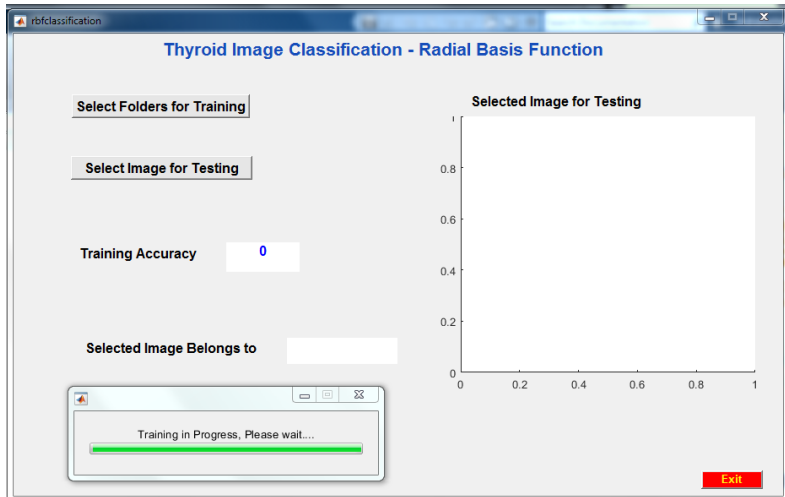 rbfclassification
Thyroid Image Classification - Radial Basis Function
Select Folders for Training
Selected Image for Testing
Select Image for Testing
Training Accuracy
0
Selected Image Belongs to
1
0.8
0.6
0.4
0.2
0
0 0.2 0.4 0.6 0.8 1
Training in Progress, Please wait....
Exit